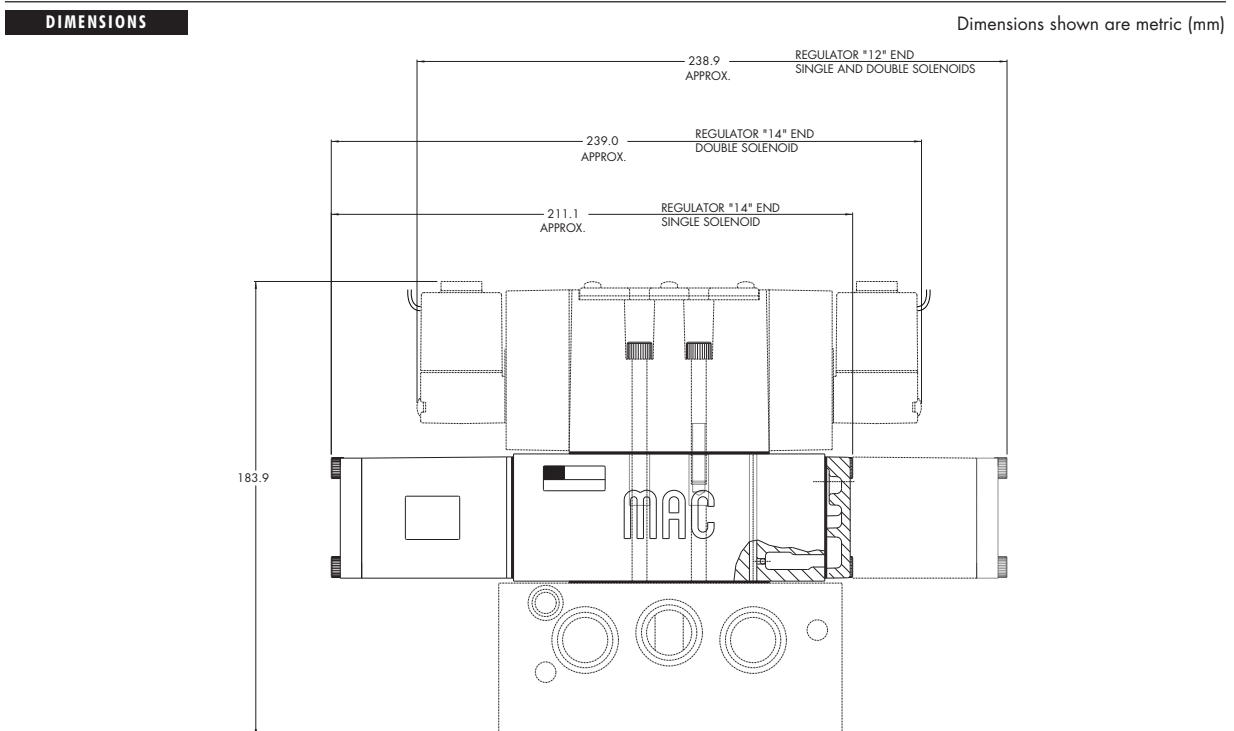 DIMENSIONS
Dimensions shown are metric (mm)
238.9
APPROX.
REGULATOR "12" END
SINGLE AND DOUBLE SOLENOIDS
239.0
APPROX.
REGULATOR "14" END
DOUBLE SOLENOID
211.1
APPROX.
REGULATOR "14" END
SINGLE SOLENOID
183.9
MAC